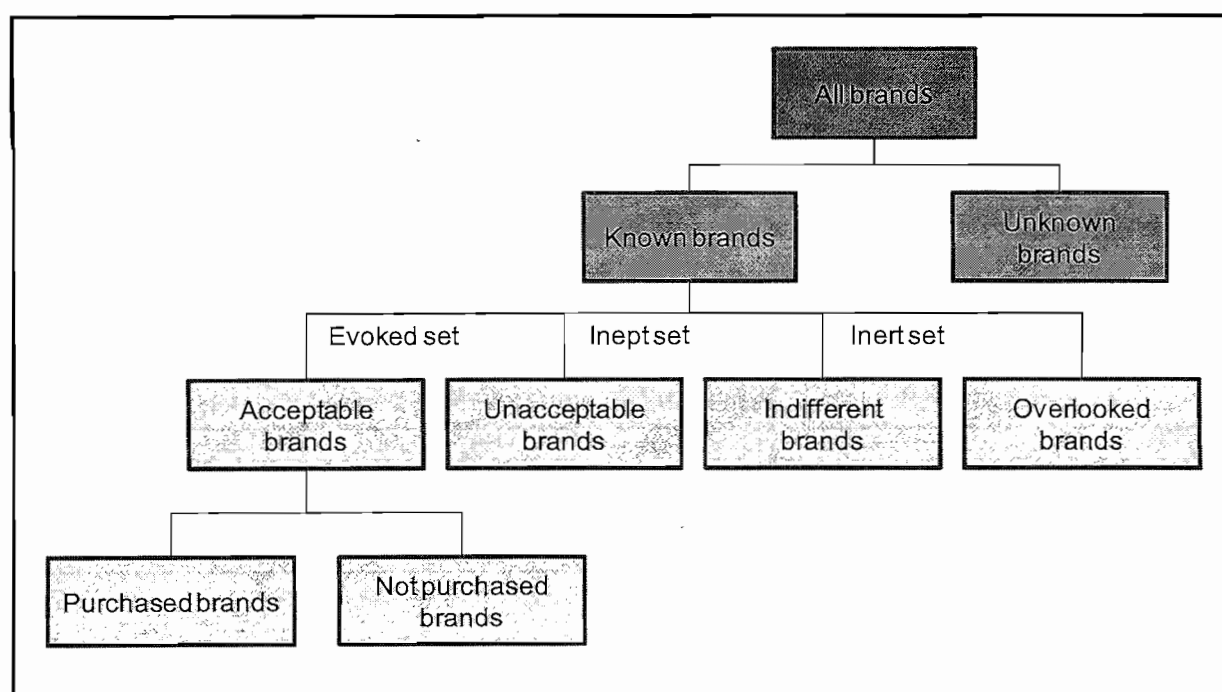 All brands
Known brands
Unknown
brands
Evoked set
Inept set
Inert set
Acceptable
brands
Unacceptable
brands
Indifferent
brands
Overlooked
brands
Purchased brands
Not purchased
brands